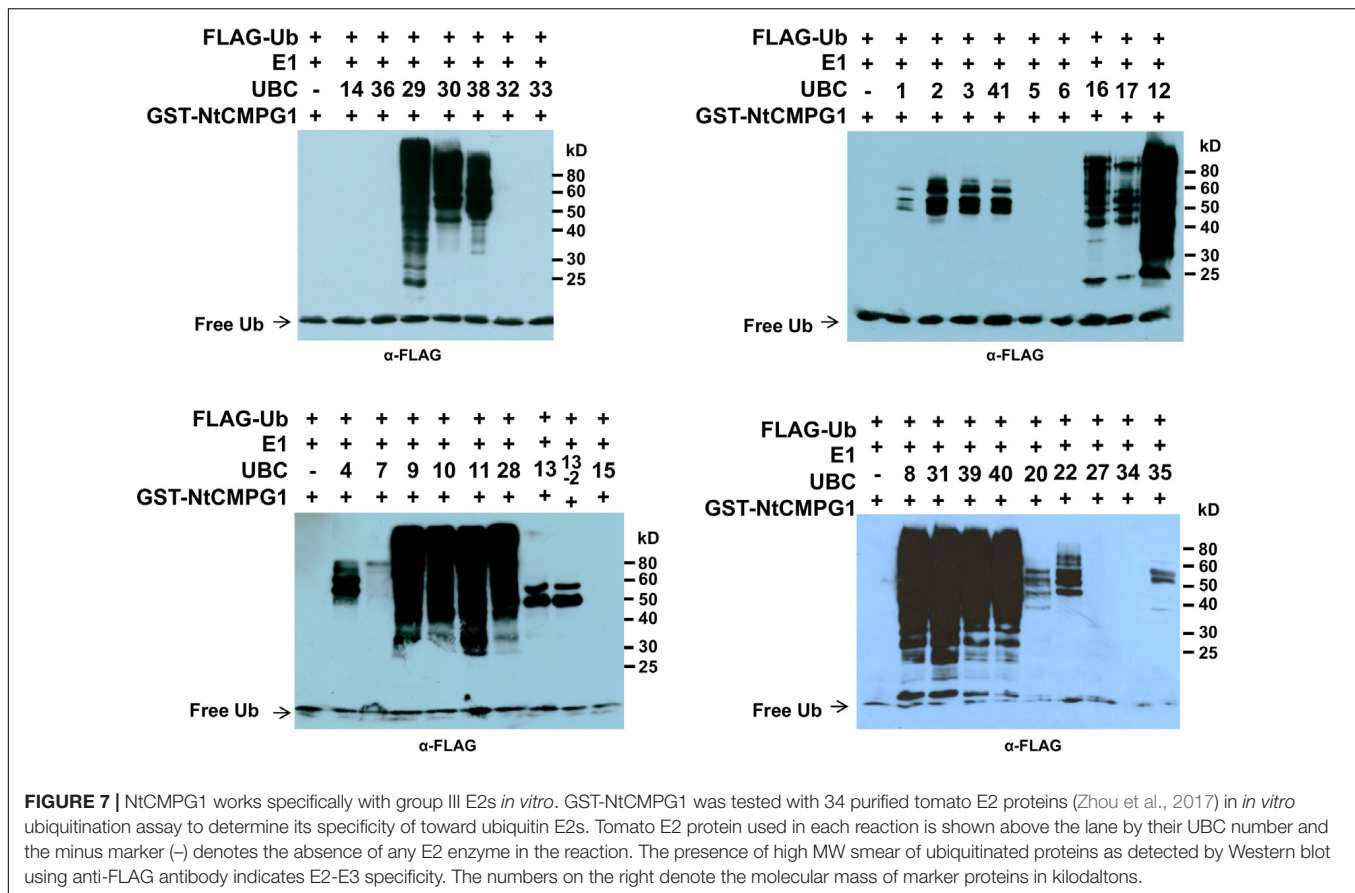 FLAG-Ub + + + + + + + +
E1 + + + + + + + +
UBC - 14 36 29 30 38 32 33
GST-NtCMPG1 + + + + + + + +
kD
80
60
50
40
30
25
Free Ub →
α-FLAG
FLAG-Ub + + + + + + + + + +
E1 + + + + + + + + + +
UBC - 1 2 3 41 5 6 16 17 12
GST-NtCMPG1 + + + + + + + + + +
kD
80
60
50
40
30
25
Free Ub →
α-FLAG
FLAG-Ub + + + + + + + + + +
E1 + + + + + + + + + +
UBC - 4 7 9 10 11 28 13 13-2 15
GST-NtCMPG1 + + + + + + + + + +
kD
80
60
50
40
30
25
Free Ub →
α-FLAG
FLAG-Ub + + + + + + + + + +
E1 + + + + + + + + + +
UBC - 8 31 39 40 20 22 27 34 35
GST-NtCMPG1 + + + + + + + + + +
kD
80
60
50
40
30
25
Free Ub →
α-FLAG
FIGURE 7 | NtCMPG1 works specifically with group III E2s in vitro. GST-NtCMPG1 was tested with 34 purified tomato E2 proteins (Zhou et al., 2017) in in vitro
ubiquitination assay to determine its specificity of toward ubiquitin E2s. Tomato E2 protein used in each reaction is shown above the lane by their UBC number and
the minus marker (–) denotes the absence of any E2 enzyme in the reaction. The presence of high MW smear of ubiquitinated proteins as detected by Western blot
using anti-FLAG antibody indicates E2-E3 specificity. The numbers on the right denote the molecular mass of marker proteins in kilodaltons.